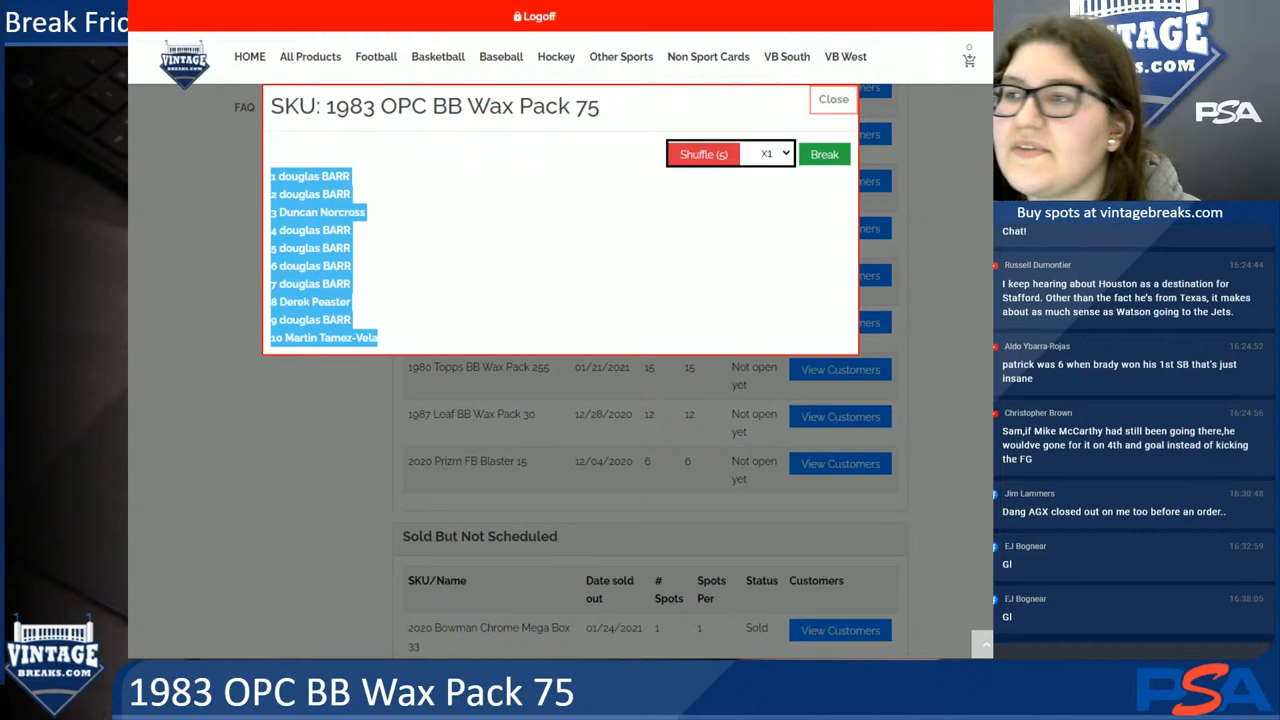 Break Frid
Logoff
VINTAGE
BREAKS.COM
HOME
All Products
Football
Basketball
Baseball
Hockey
Other Sports
Non Sport Cards
VB South
VB West
0
FAQ
SKU: 1983 OPC BB Wax Pack 75
Close
Shuffle (5)
X1
Break
1 douglas BARR
2 douglas BARR
3 Duncan Norcross
4 douglas BARR
5 douglas BARR
6 douglas BARR
7 douglas BARR
8 Derek Peaster
9 douglas BARR
10 Martin Tamez-Vela
1980 Topps BB Wax Pack 255
01/21/2021
15
15
Not open
yet
View Customers
1987 Leaf BB Wax Pack 30
12/28/2020
12
12
Not open
yet
View Customers
2020 Prizm FB Blaster 15
12/04/2020
6
6
Not open
yet
View Customers
Sold But Not Scheduled
SKU/Name
Date sold
out
#
Spots
Spots
Per
Status
Customers
2020 Bowman Chrome Mega Box
33
01/24/2021
1
1
Sold
View Customers
VINTAGE
PSA
Buy spots at vintagebreaks.com
Chat!
Russell Dumontier
16:24:44
I keep hearing about Houston as a destination for
Stafford. Other than the fact he's from Texas, it makes
about as much sense as Watson going to the Jets.
Aldo Ybarra-Rojas
16:24:52
patrick was 6 when brady won his 1st SB that's just
insane
Christopher Brown
16:24:56
Sam,if Mike McCarthy had still been going there,he
wouldve gone for it on 4th and goal instead of kicking
the FG
Jim Lammers
16:30:48
Dang AGX closed out on me too before an order..
EJ Bognear
16:32:59
Gl
EJ Bognear
16:38:05
Gl
VINTAGE
BREAKS.COM
1983 OPC BB Wax Pack 75
PSA